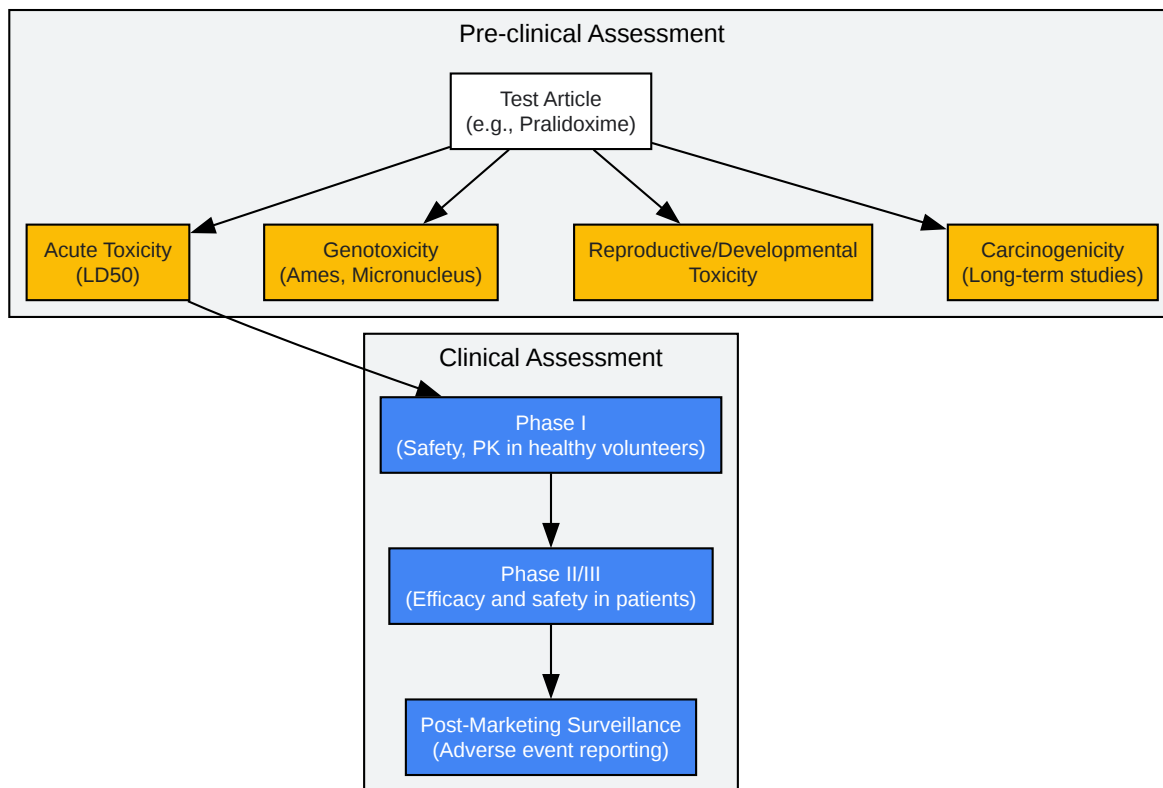 Pre-clinical Assessment
Test Article
(e.g., Pralidoxime)
Acute Toxicity
(LD50)
Genotoxicity
(Ames, Micronucleus)
Reproductive/Developmental
Toxicity
Carcinogenicity
(Long-term studies)
Clinical Assessment
Phase I
(Safety, PK in healthy volunteers)
Phase II/III
(Efficacy and safety in patients)
Post-Marketing Surveillance
(Adverse event reporting)